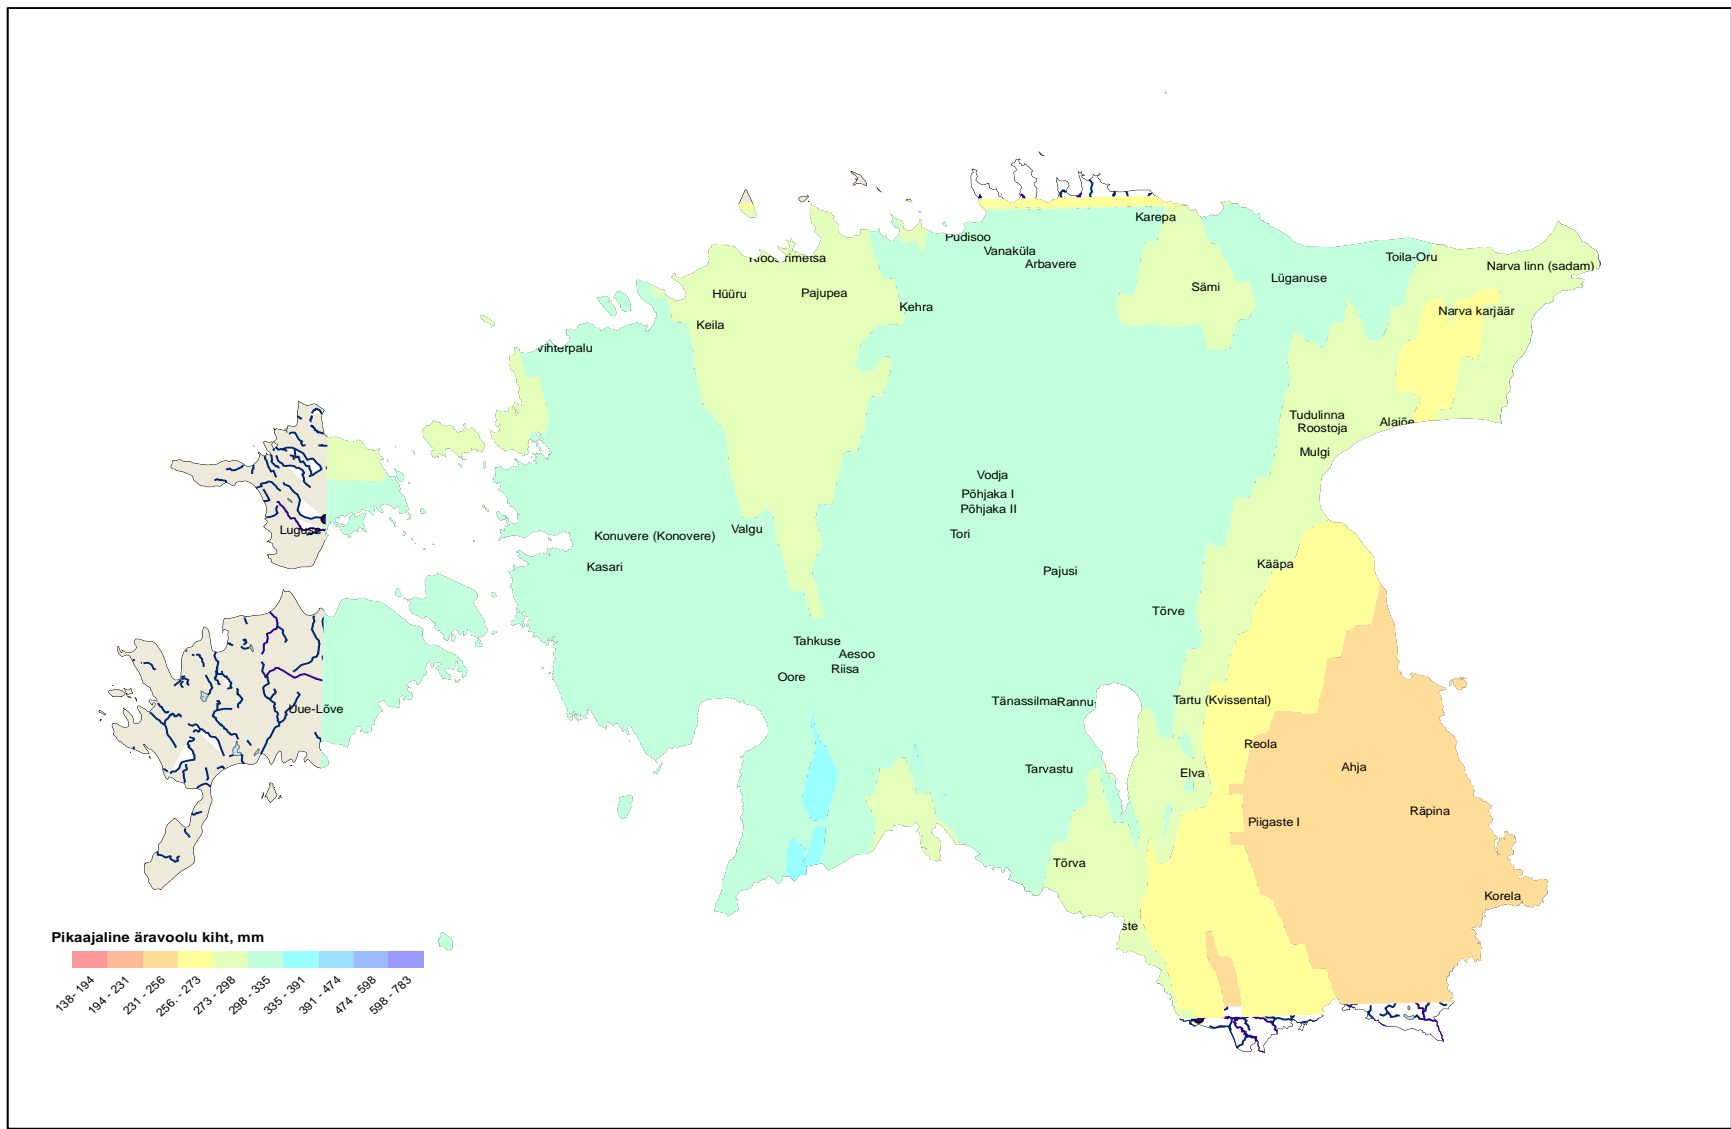 Karepa
Pudisoo
Vanaküla
Arbavere
Toila-Oru
Narva linn (sadam)
Lüganuse
Sämi
Hüüru
Pajupea
Kehra
Narva karjäär
Keila
Vihterpalu
Tudulinna
Alajõe
Roostoja
Mulgi
Vodja
Põhjaka I
Põhjaka II
Luguse
Valgu
Konuvere (Konovere)
Tori
Kasari
Kääpa
Pajusi
Tõrve
Tahkuse
Aesoo
Riisa
Oore
Uue-Lõve
Tänassilma
Rannu-
Tartu (Kvissental)
Reola
Tarvastu
Elva
Ahja
Räpina
Piigaste I
Tõrva
Korela
ste
Pikaajaline äravoolu kiht, mm
138- 194
194 - 231
231 - 256
256. - 273
273 - 298
298 - 335
335 - 391
391 - 474
474 - 598
598 - 783